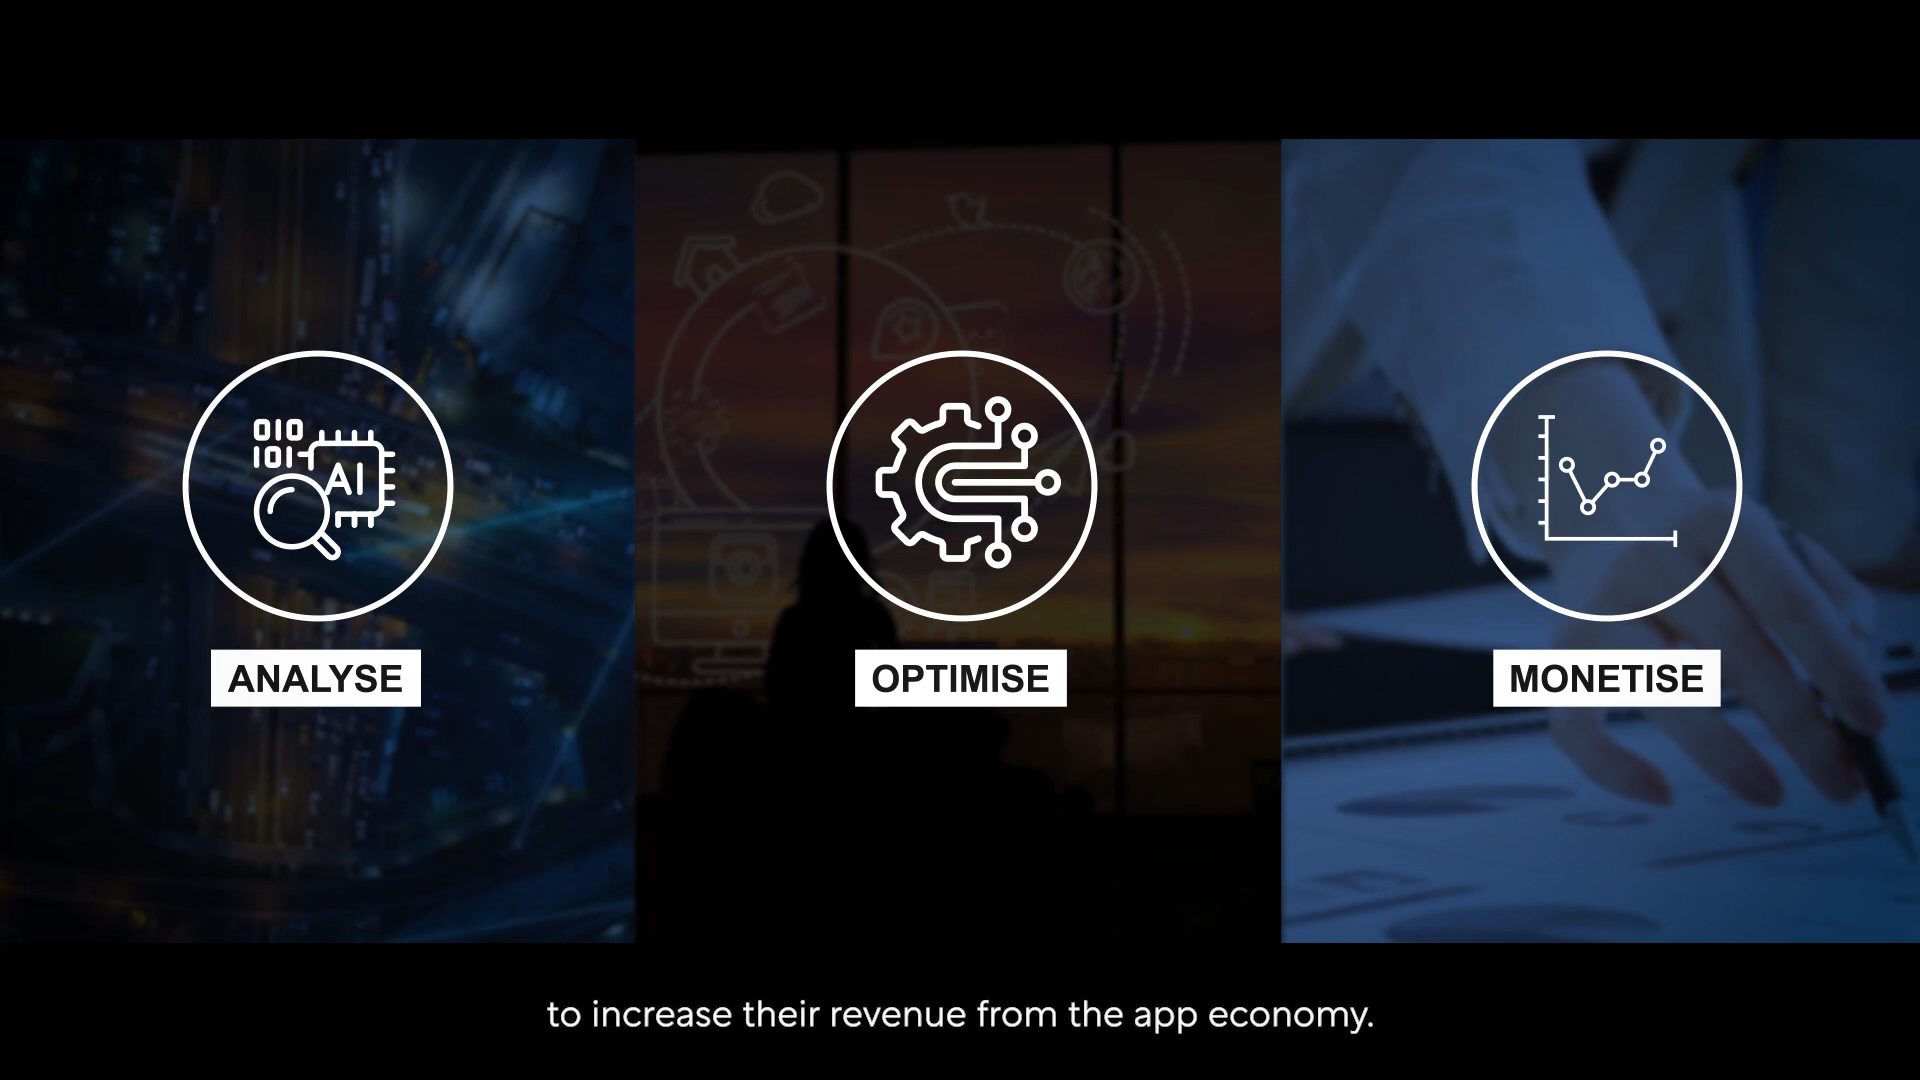 010
101
AI
ANALYSE
OPTIMISE
MONETISE
to increase their revenue from the app economy.